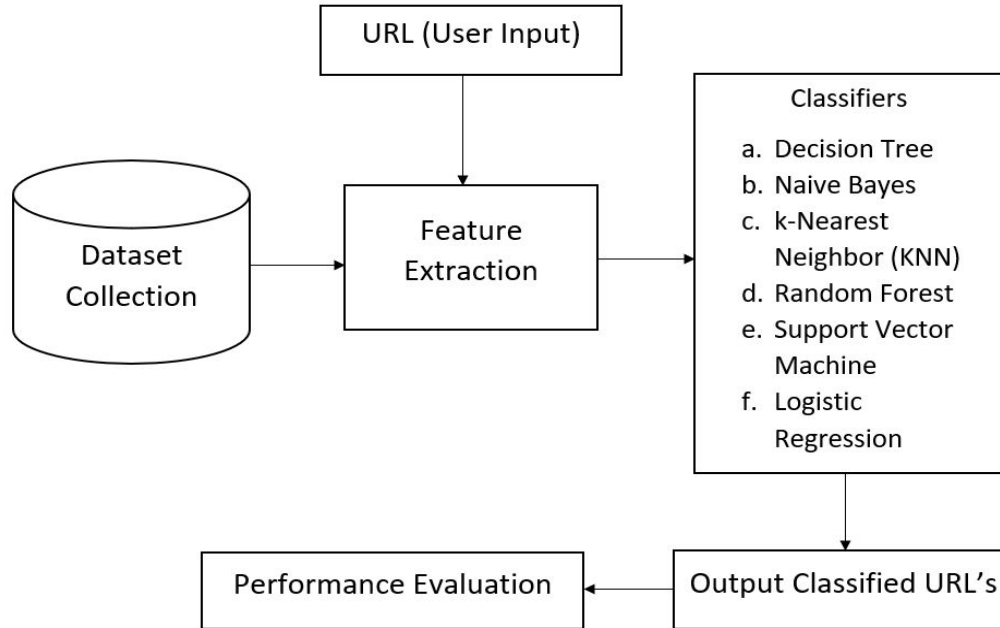 URL (User Input)
Dataset
Collection
Feature
Extraction
Classifiers
a. Decision Tree
b. Naive Bayes
c. k-Nearest
Neighbor (KNN)
d. Random Forest
e. Support Vector
Machine
f. Logistic
Regression
Performance Evaluation
Output Classified URL’s